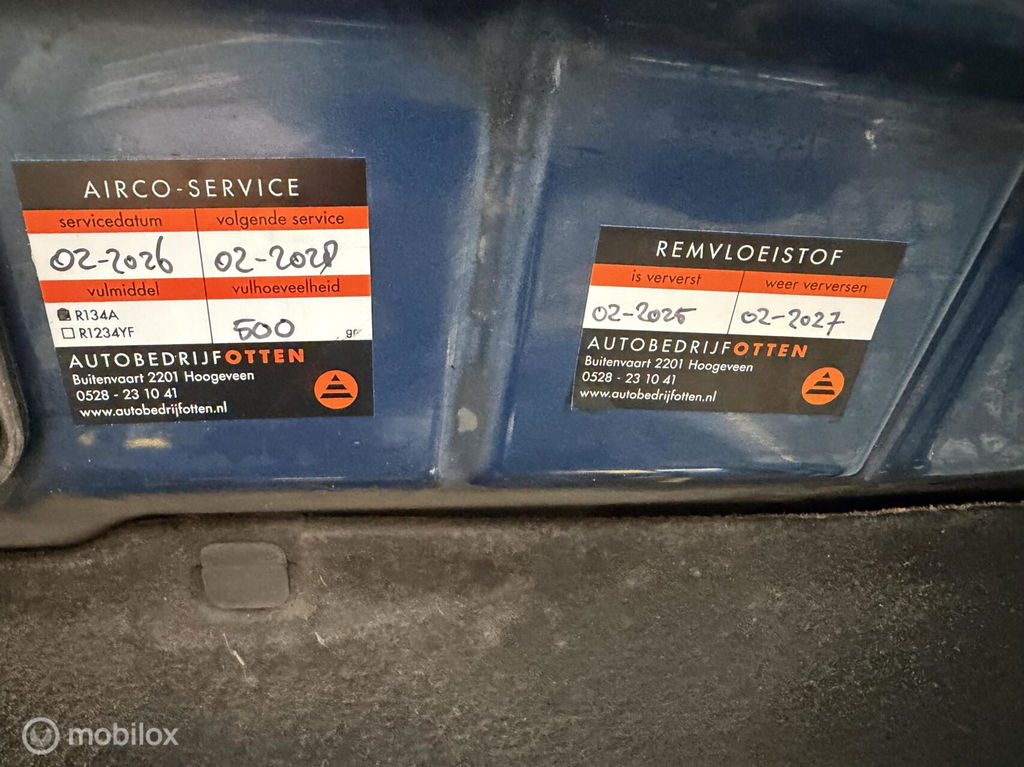 AIRCO-SERVICE
servicedatum volgende service
02-2026 02-2028
vulmiddel vulhoeveelheid
R134A
R1234YF 500 gr
AUTOBEDRIJFOTTEN
Buitenvaart 2201 Hoogeveen
0528 - 23 10 41
www.autobedrijfotten.nl
REMVLOEISTOF
is ververst weer verversen
02-2025 02-2027
AUTOBEDRIJFOTTEN
Buitenvaart 2201 Hoogeveen
0528 - 23 10 41
www.autobedrijfotten.nl
mobilox